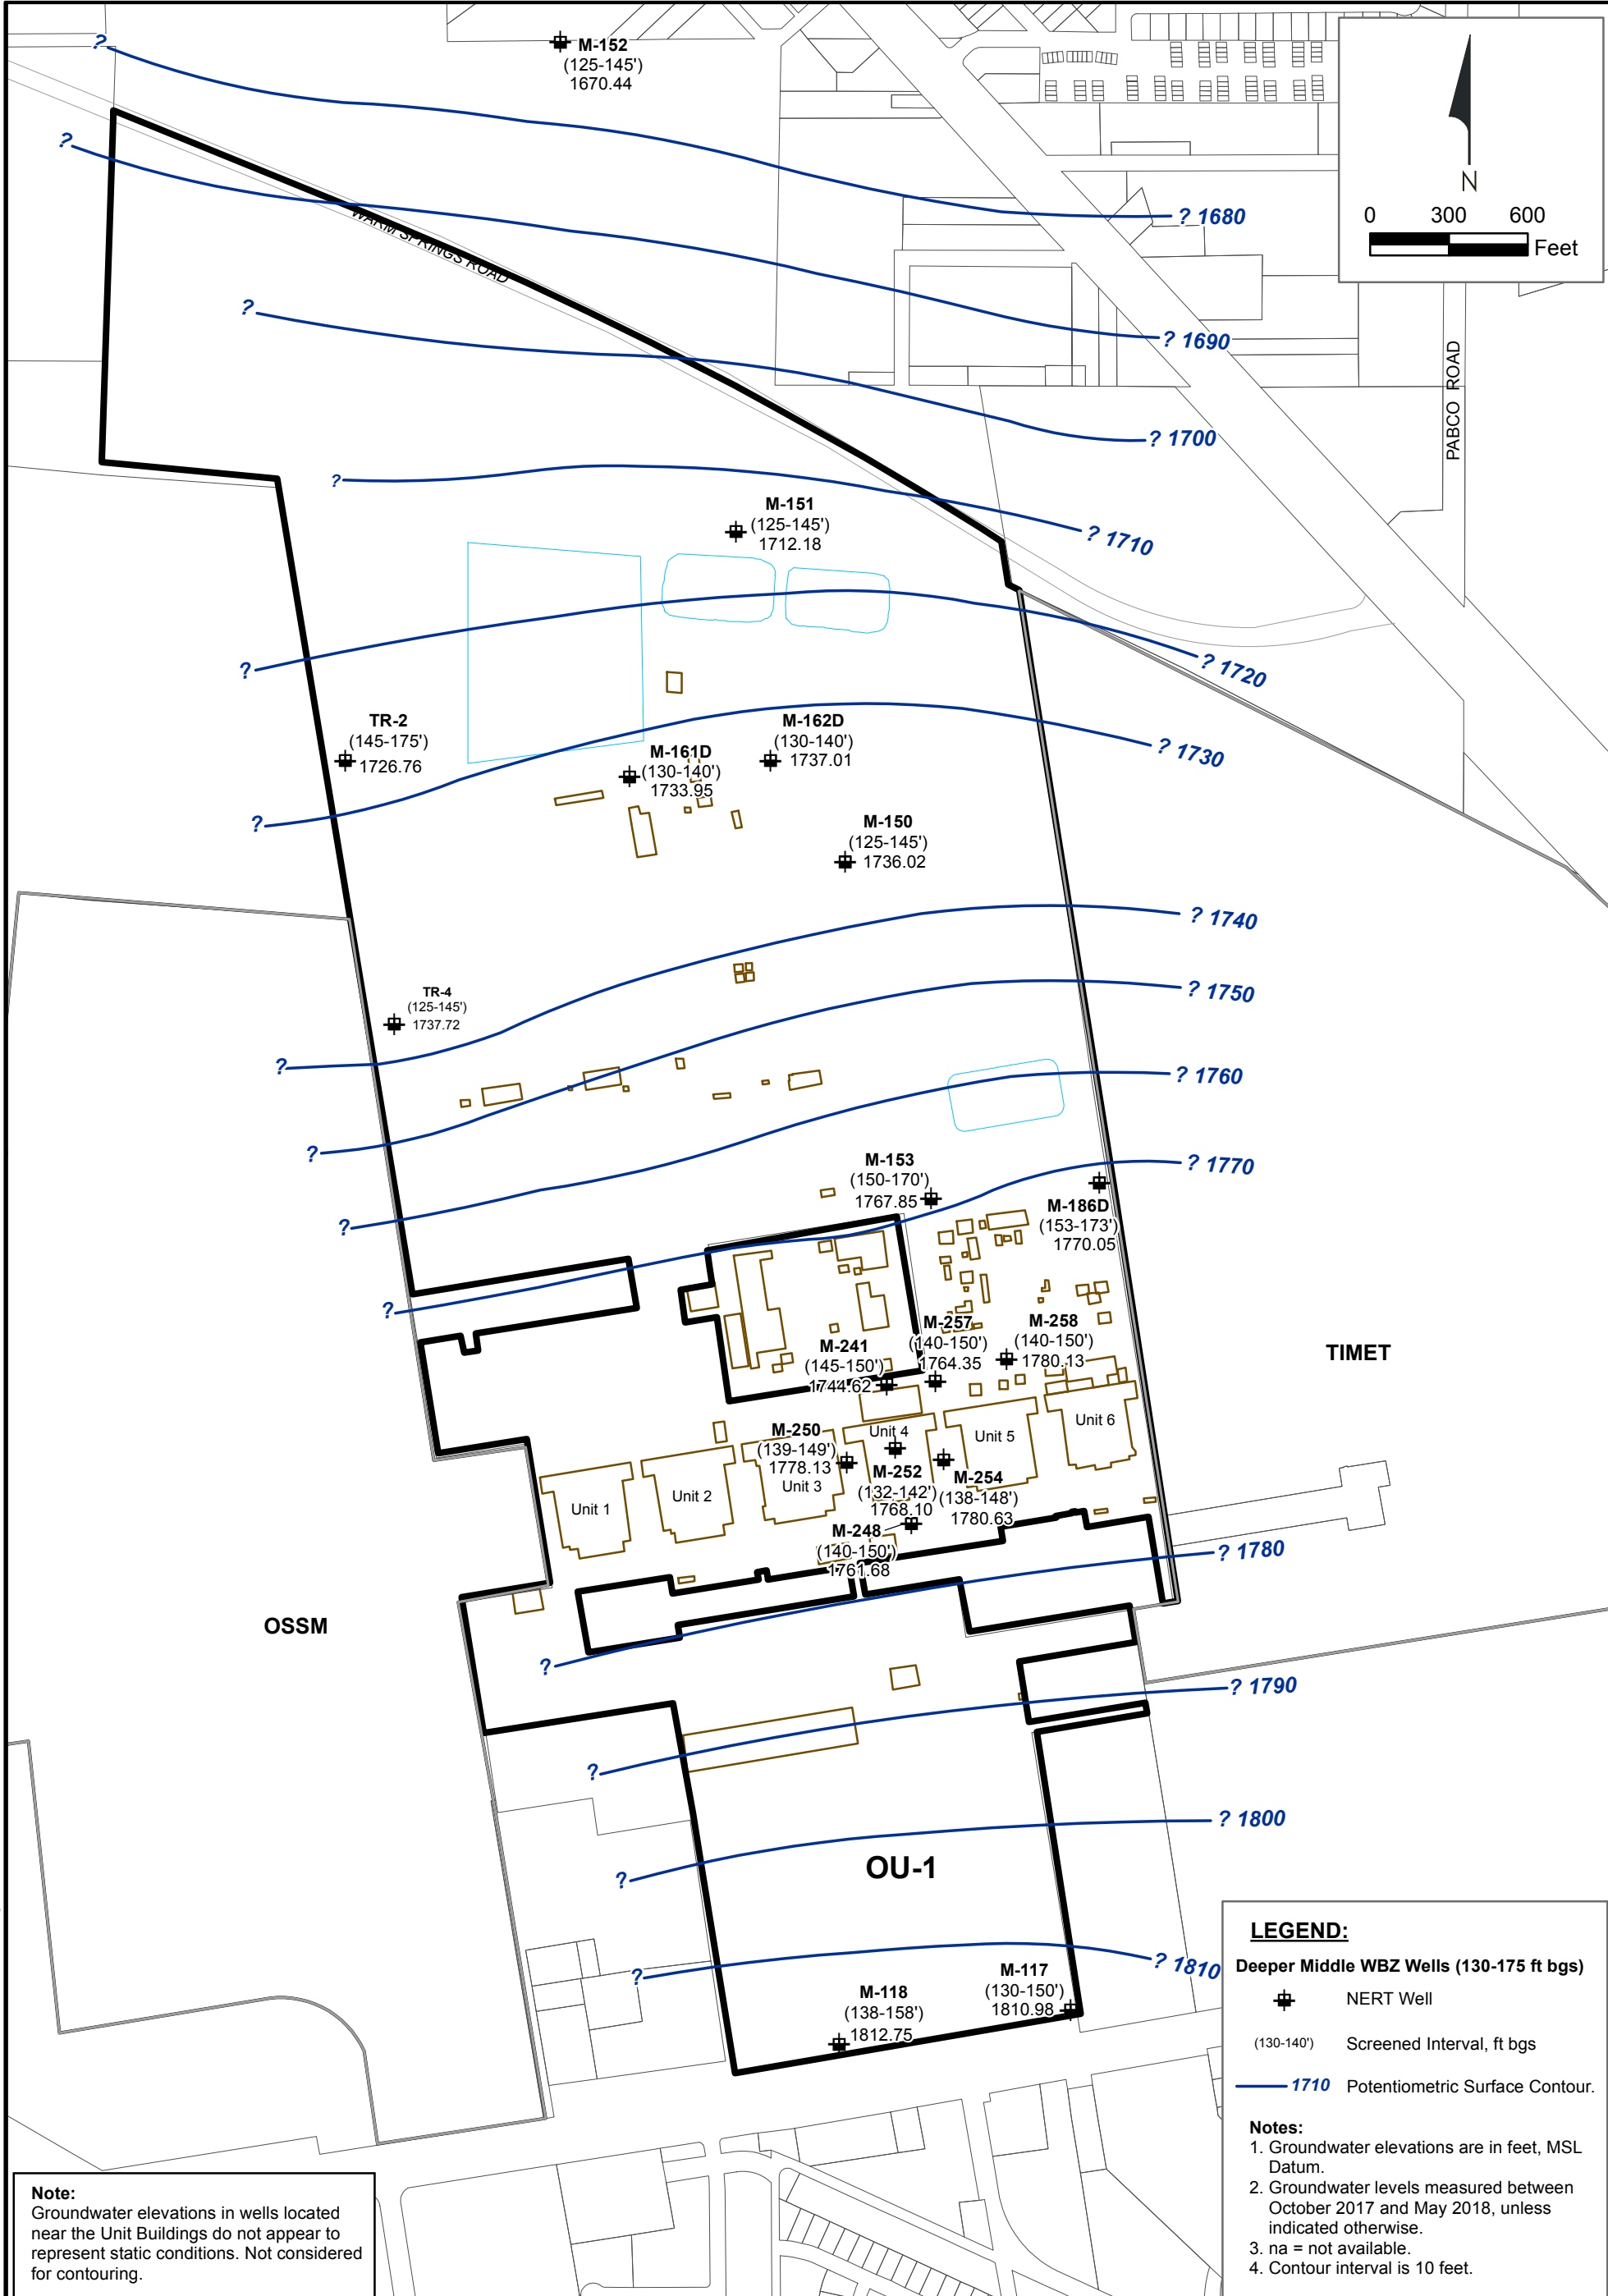 ?
M-152
(125-145')
1670.44
N
0 300 600
Feet
?
? 1680
WARM SPRINGS ROAD
?
? 1690
PABCO ROAD
? 1700
?
M-151
(125-145')
1712.18
? 1710
?
? 1720
TR-2
(145-175')
1726.76
M-162D
(130-140')
1737.01
M-161D
(130-140')
1733.95
? 1730
?
M-150
(125-145')
1736.02
? 1740
TR-4
(125-145')
1737.72
? 1750
?
? 1760
?
M-153
(150-170')
1767.85
? 1770
M-186D
(153-173')
1770.05
?
?
M-257
(140-150')
1764.35
M-258
(140-150')
1780.13
M-241
(145-150')
1744.62
TIMET
M-250
(139-149')
1778.13
Unit 4
Unit 5
Unit 6
Unit 3
Unit 2
Unit 1
M-252
(132-142')
1768.10
M-254
(138-148')
1780.63
M-248
(140-150')
1761.68
? 1780
OSSM
?
? 1790
?
? 1800
OU-1
?
? 1810
?
M-117
(130-150')
1810.98
M-118
(138-158')
1812.75
LEGEND:
Deeper Middle WBZ Wells (130-175 ft bgs)
NERT Well
(130-140') Screened Interval, ft bgs
1710 Potentiometric Surface Contour.
Notes:
1. Groundwater elevations are in feet, MSL
Datum.
2. Groundwater levels measured between
October 2017 and May 2018, unless
indicated otherwise.
3. na = not available.
4. Contour interval is 10 feet.
Note:
Groundwater elevations in wells located
near the Unit Buildings do not appear to
represent static conditions. Not considered
for contouring.